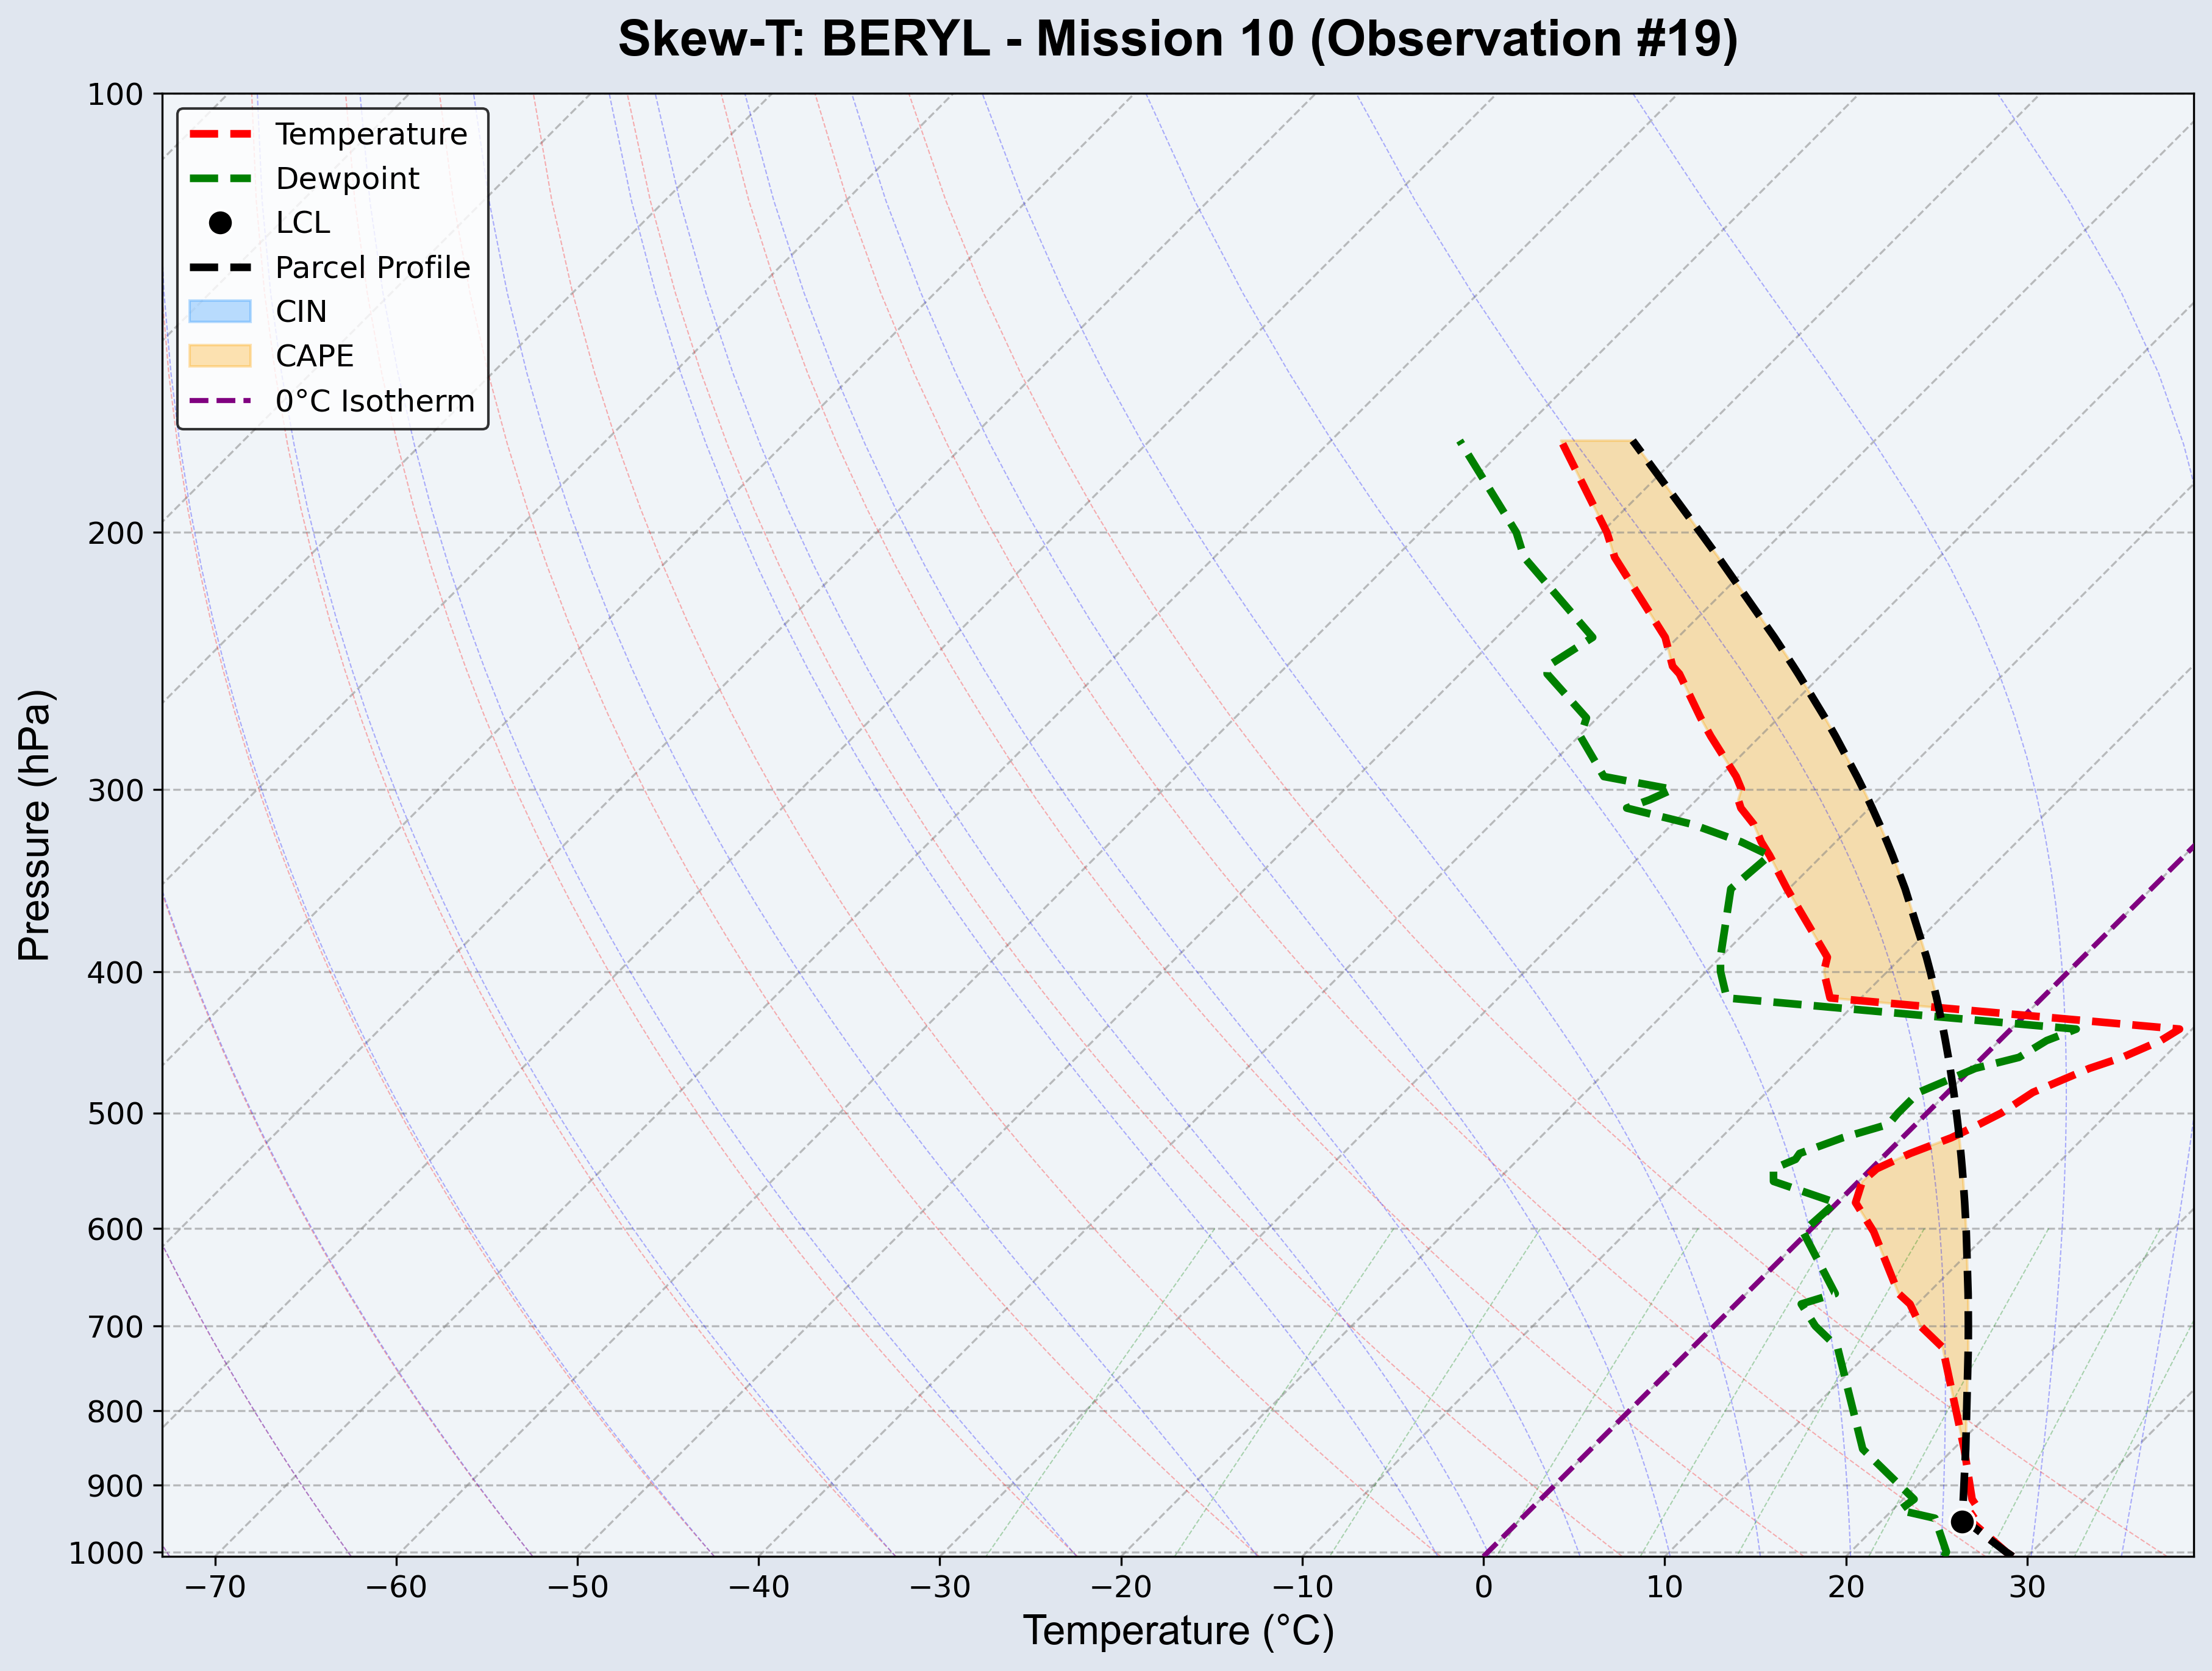 Skew-T: BERYL - Mission 10 (Observation #19)
Temperature
Dewpoint
LCL
Parcel Profile
CIN
CAPE
0°C Isotherm
Pressure (hPa)
100
200
300
400
500
600
700
800
900
1000
−70
−60
−50
−40
−30
−20
−10
0
10
20
30
Temperature (°C)